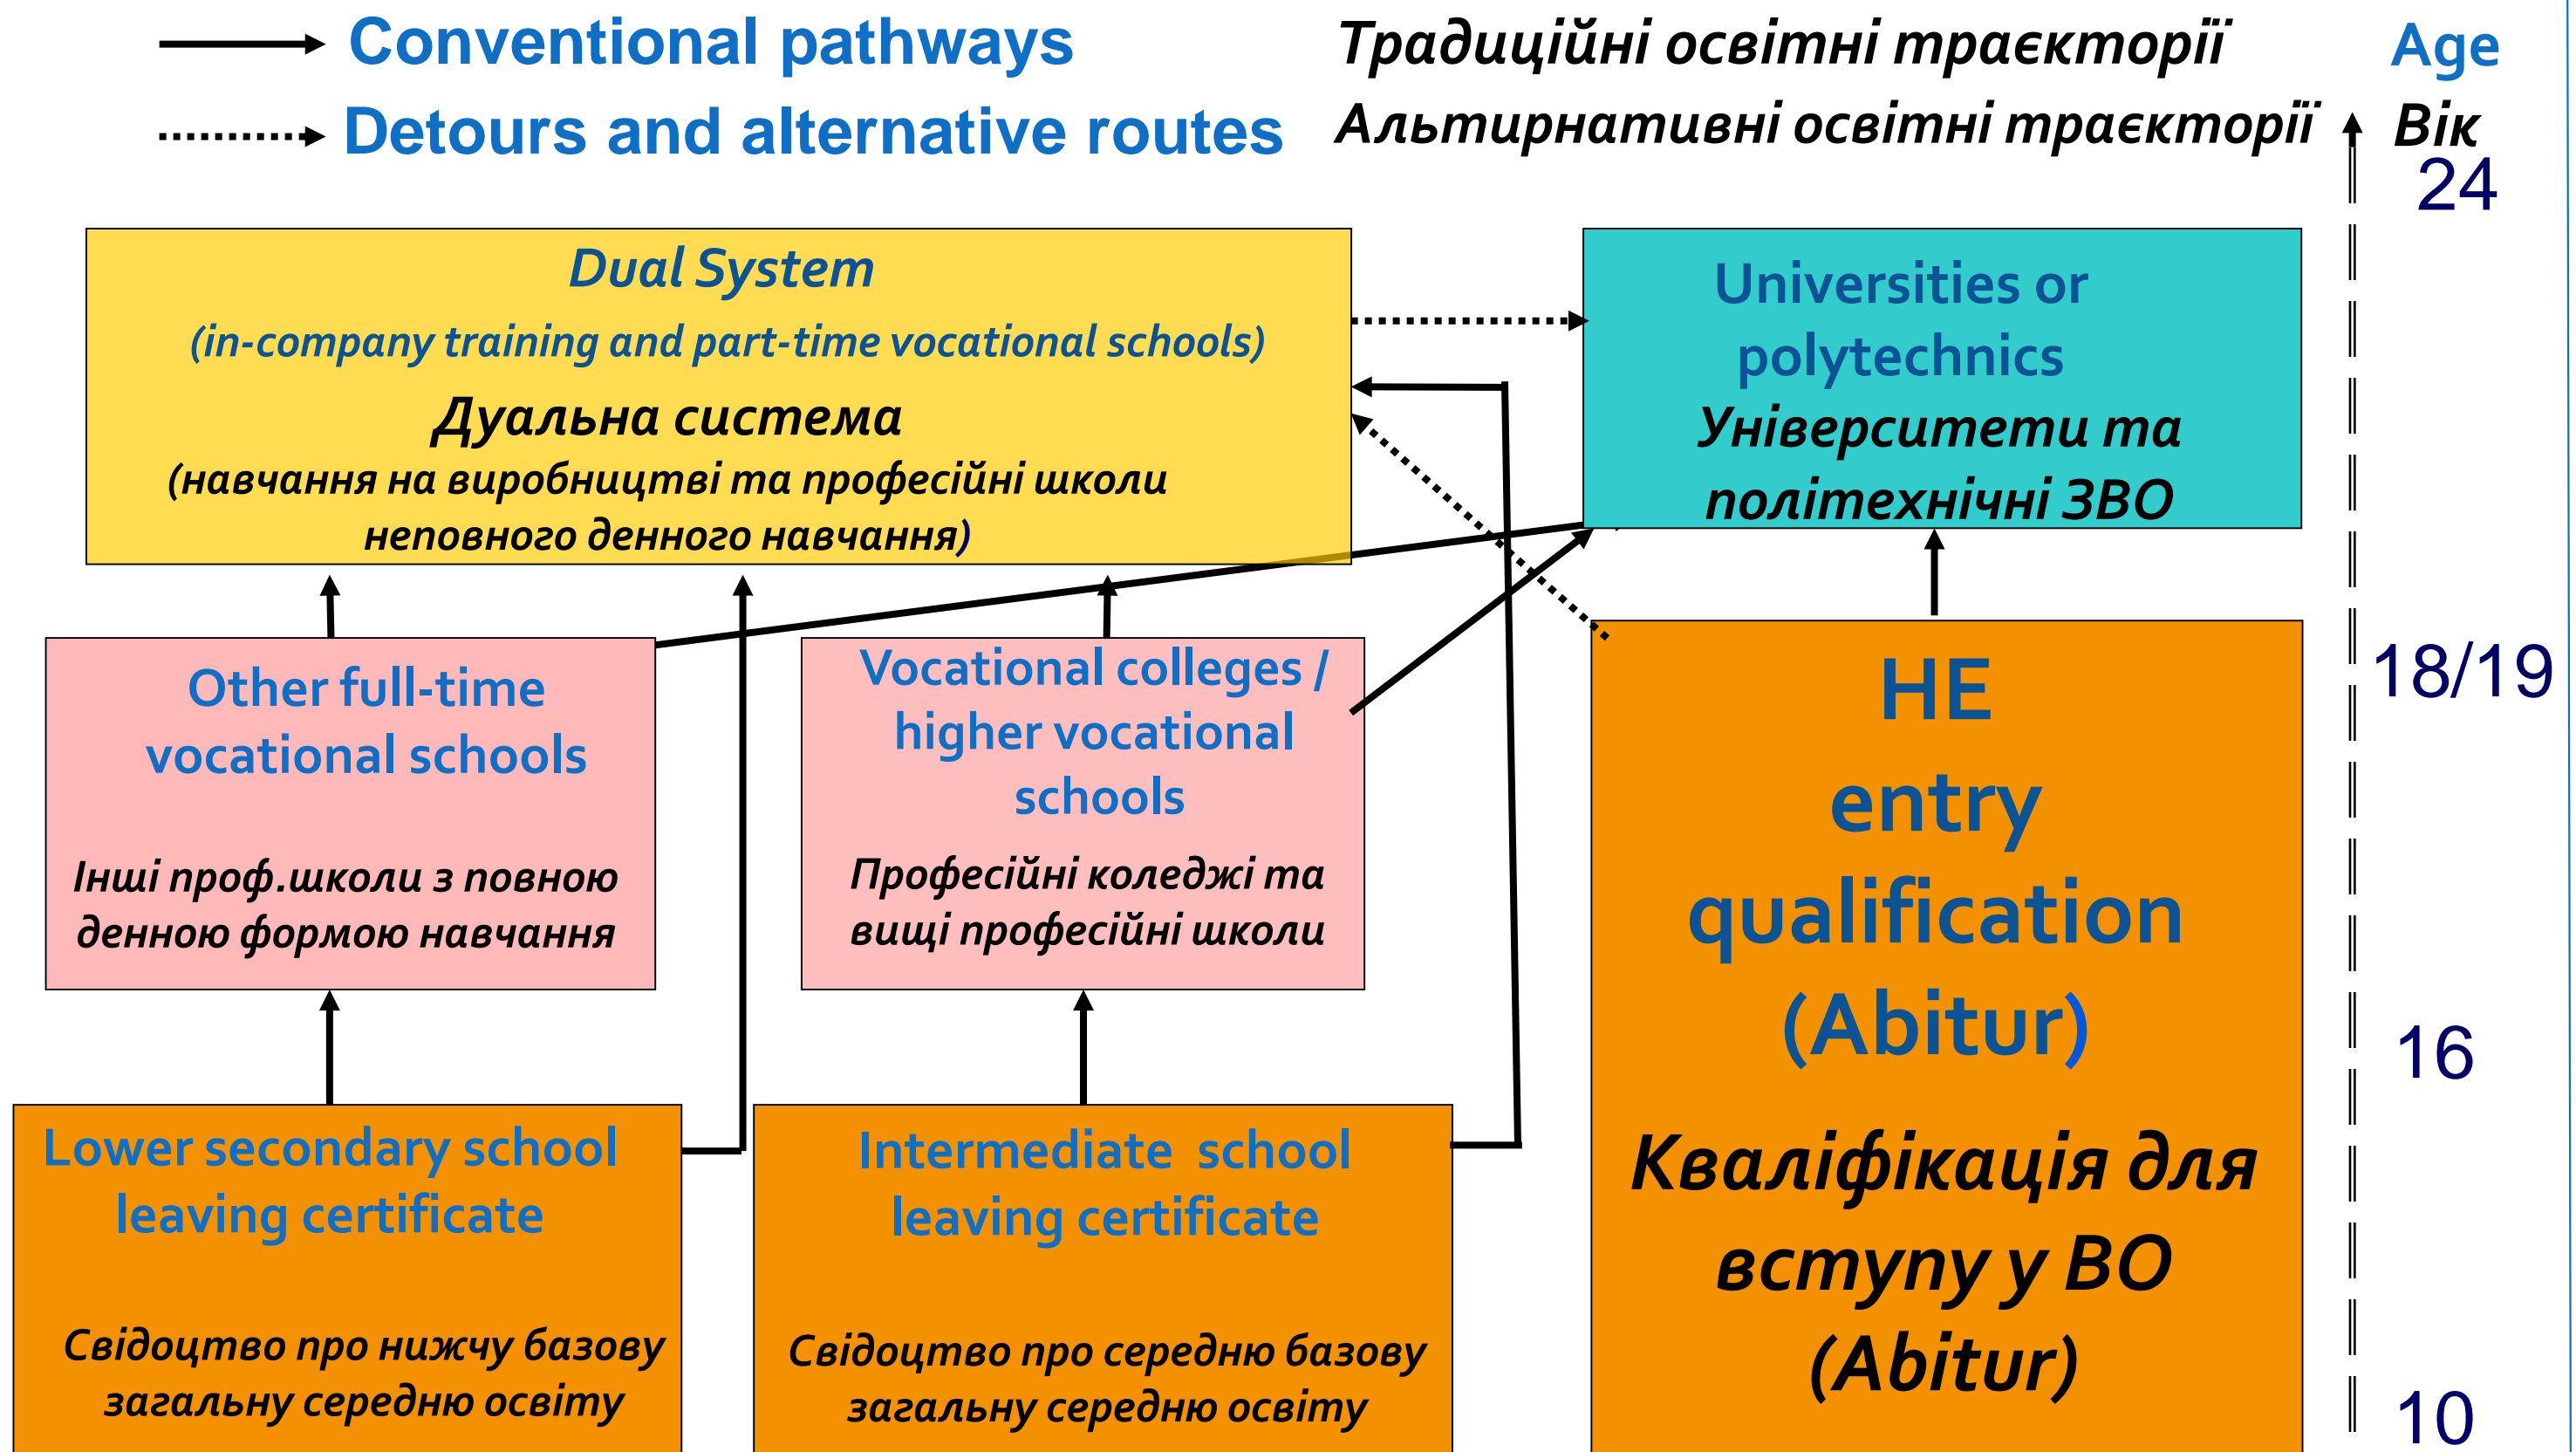 Conventional pathways
Традиційні освітні траєкторії
Age
Detours and alternative routes
Альтирнативні освітні траєкторії
Вік
24
Dual System
(in-company training and part-time vocational schools)
Дуальна система
(навчання на виробництві та професійні школи
неповного денного навчання)
Universities or
polytechnics
Університети та
політехнічні ЗВО
18/19
Other full-time
vocational schools
Інші проф.школи з повною
денною формою навчання
Vocational colleges /
higher vocational
schools
Професійні коледжі та
вищі професійні школи
HE
entry
qualification
(Abitur)
Кваліфікація для
вступу у ВО
(Abitur)
16
Lower secondary school
leaving certificate
Свідоцтво про нижчу базову
загальну середню освіту
Intermediate school
leaving certificate
Свідоцтво про середню базову
загальну середню освіту
10